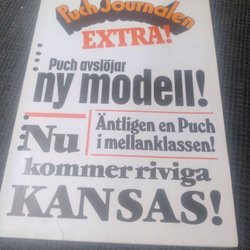 Puch Journalen
EXTRA!
Puch avslöjar
ny modell!
Nu
Äntligen en Puch
i mellanklassen!
kommer riviga
KANSAS!